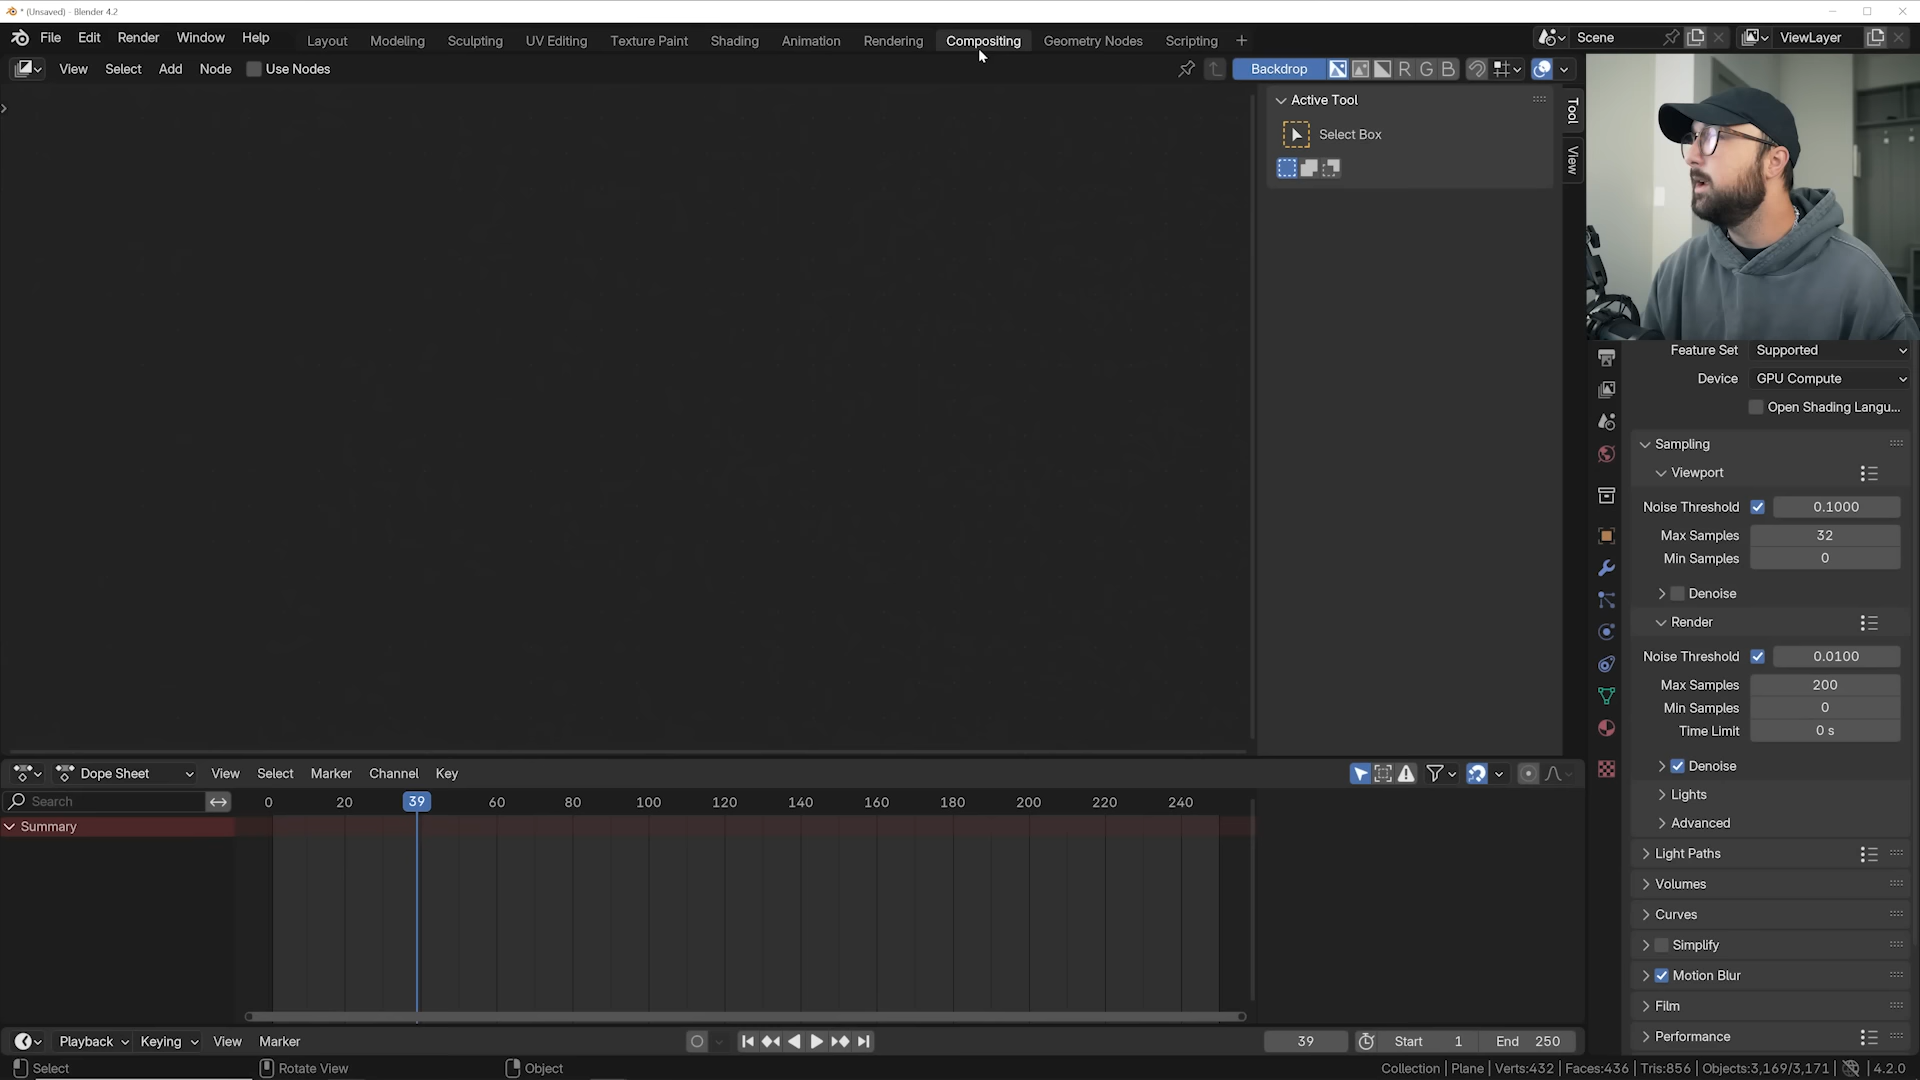 * (Unsaved) - Blender 4.2
File Edit Render Window Help Layout Modeling Sculpting UV Editing Texture Paint Shading Animation Rendering Compositing Geometry Nodes Scripting + Scene ViewLayer
View Select Add Node Use Nodes Backdrop R G B
Active Tool
Select Box
Tool
View
Feature Set Supported
Device GPU Compute
Open Shading Langu...
Sampling
Viewport
Noise Threshold 0.1000
Max Samples 32
Min Samples 0
Denoise
Render
Noise Threshold 0.0100
Max Samples 200
Min Samples 0
Time Limit 0 s
Denoise
Lights
Advanced
Light Paths
Volumes
Curves
Simplify
Motion Blur
Film
Performance
Dope Sheet View Select Marker Channel Key
Search 0 20 39 60 80 100 120 140 160 180 200 220 240
Summary
Playback Keying View Marker 39 Start 1 End 250
Select Rotate View Object Collection | Plane | Verts:432 | Faces:436 | Tris:856 | Objects:3,169/3,171 | 4.2.0